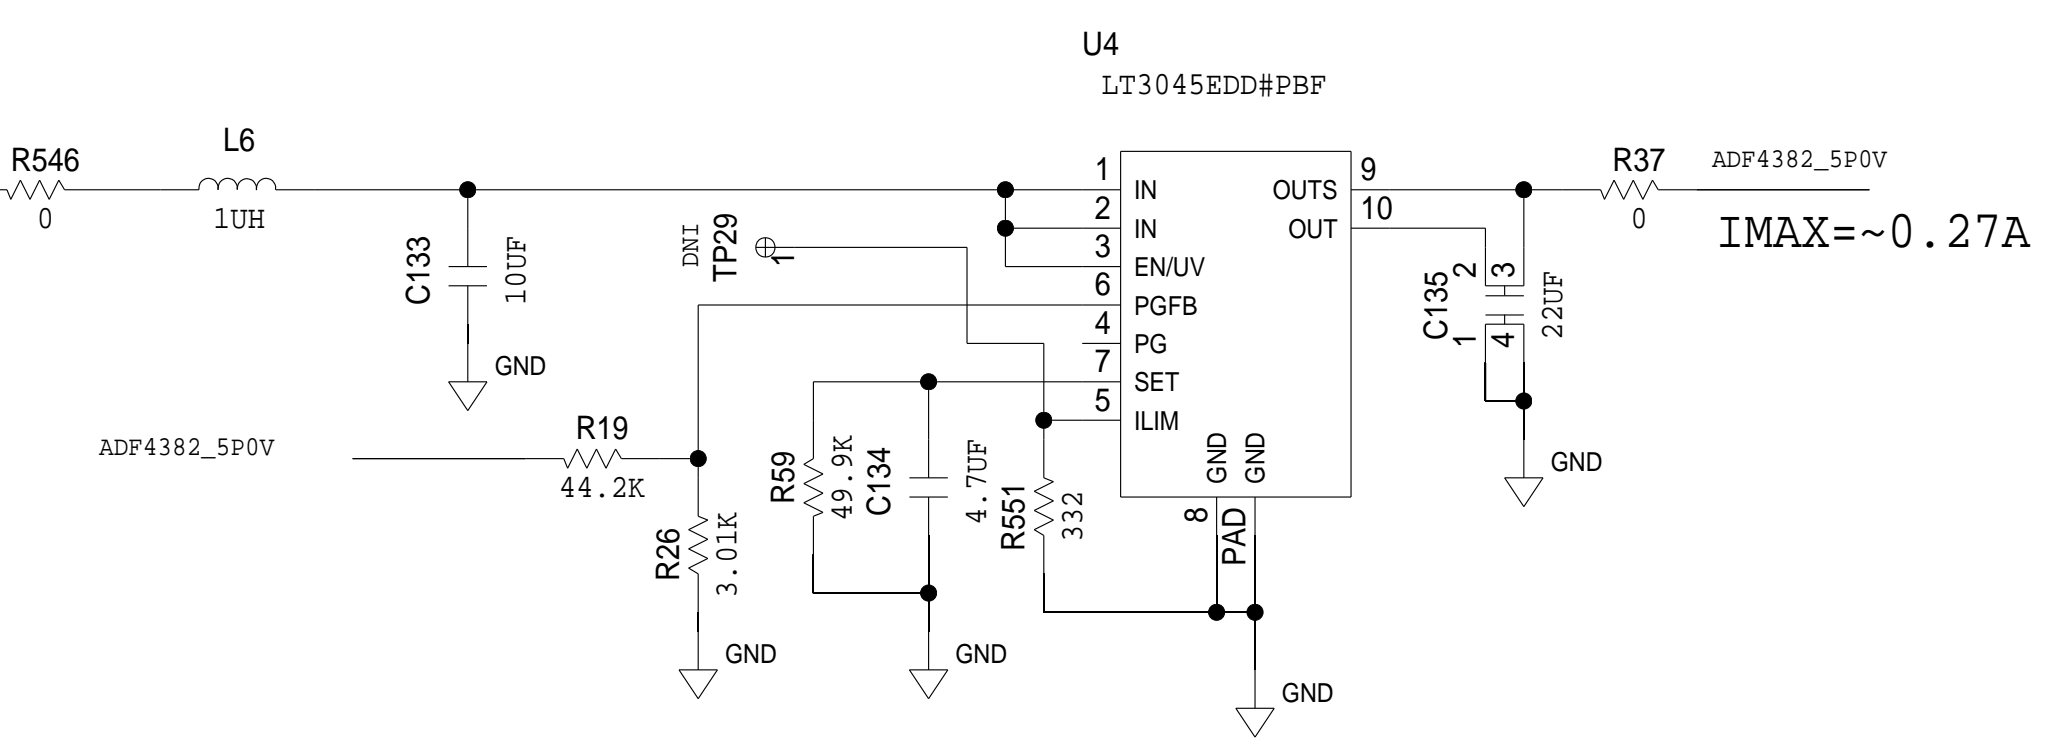 U4
LT3045EDD#PBF
R546
0
L6
1UH
C133
10UF
GND
DNI
TP29
1
1
IN
2
IN
3
EN/UV
6
PGFB
4
PG
7
SET
5
ILIM
OUTS
9
OUT
10
GND
GND
8
PAD
R37
0
ADF4382_5P0V
IMAX=~0.27A
C135
2
3
1
4
22UF
GND
ADF4382_5P0V
R19
44.2K
R26
3.01K
GND
R59
49.9K
C134
4.7UF
GND
R551
332
GND